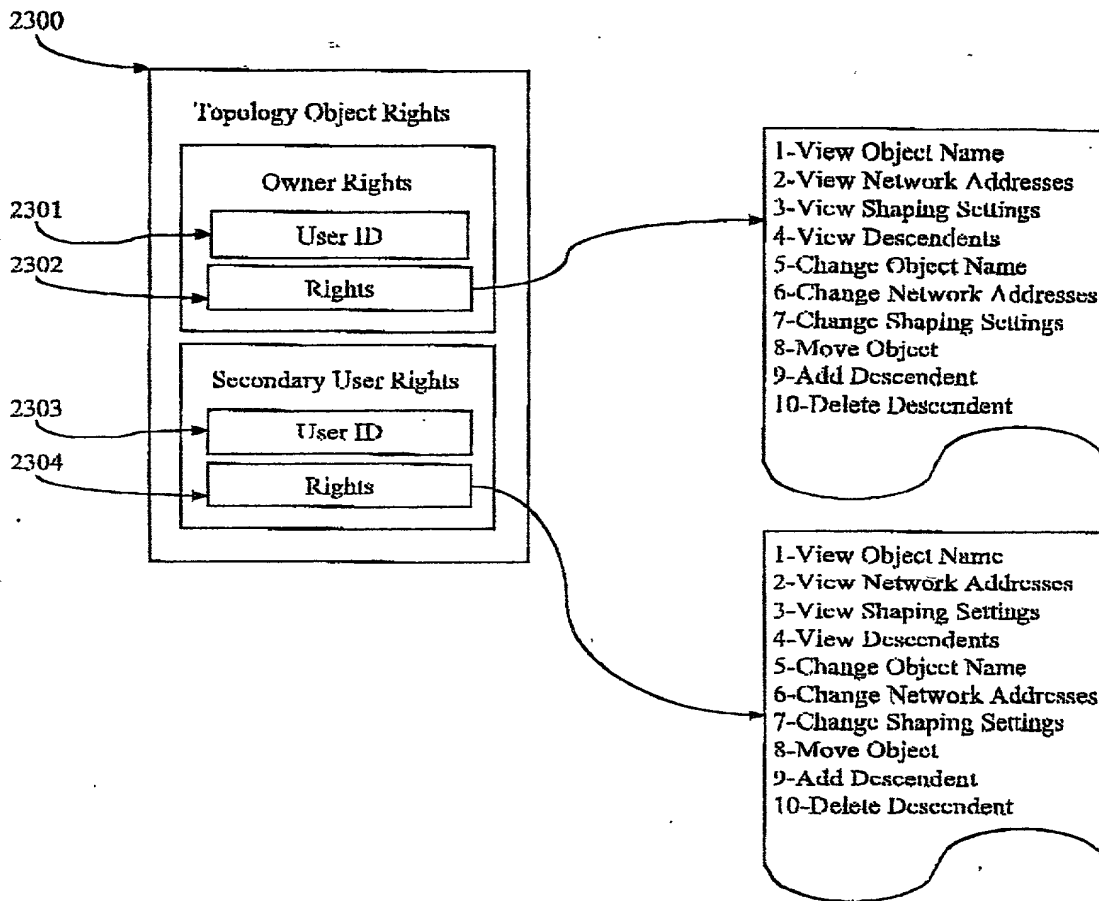 2300
Topology Object Rights
Owner Rights
2301
User ID
2302
Rights
Secondary User Rights
2303
User ID
2304
Rights
1-View Object Name
2-View Network Addresses
3-View Shaping Settings
4-View Descendents
5-Change Object Name
6-Change Network Addresses
7-Change Shaping Settings
8-Move Object
9-Add Descendent
10-Delete Descendent
1-View Object Name
2-View Network Addresses
3-View Shaping Settings
4-View Descendents
5-Change Object Name
6-Change Network Addresses
7-Change Shaping Settings
8-Move Object
9-Add Descendent
10-Delete Descendent